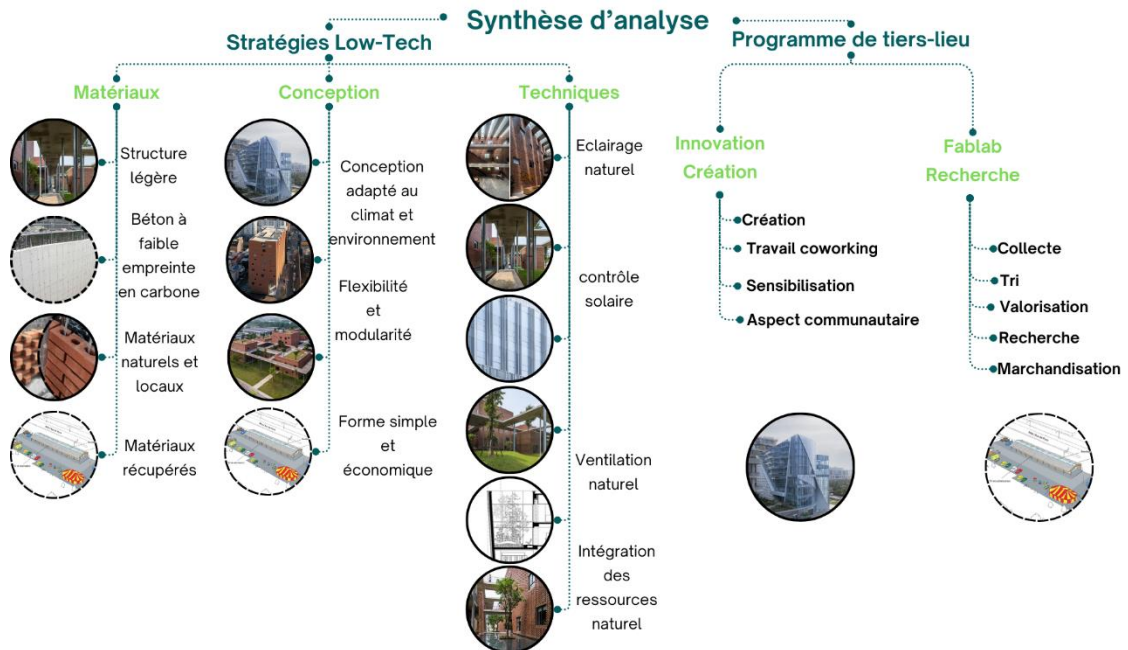 Synthèse d’analyse
Stratégies Low-Tech
Programme de tiers-lieu
Matériaux
Structure
légère
Béton à
faible
empreinte
en carbone
Matériaux
naturels et
locaux
Matériaux
récupérés
Conception
Conception
adapté au
climat et
environnement
Flexibilité
et
modularité
Forme simple
et
économique
Techniques
Eclairage
naturel
contrôle
solaire
Ventilation
naturel
Intégration
des
ressources
naturel
Innovation
Création
Création
Travail coworking
Sensibilisation
Aspect communautaire
Fablab
Recherche
Collecte
Tri
Valorisation
Recherche
Marchandisation